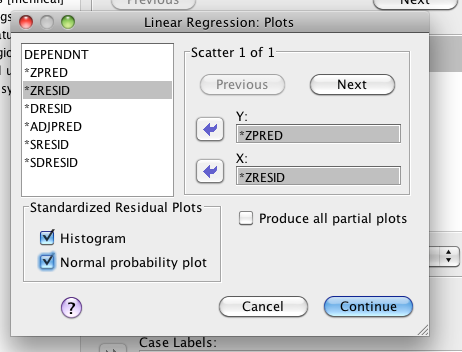 s [menheal]
Previous
Next
Linear Regression: Plots
DEPENDNT
*ZPRED
*ZRESID
*DRESID
*ADJPRED
*SRESID
*SDRESID
Scatter 1 of 1
Previous
Next
Y:
*ZPRED
X:
*ZRESID
Standardized Residual Plots
Histogram
Normal probability plot
Produce all partial plots
?
Cancel
Continue
Case Labels: